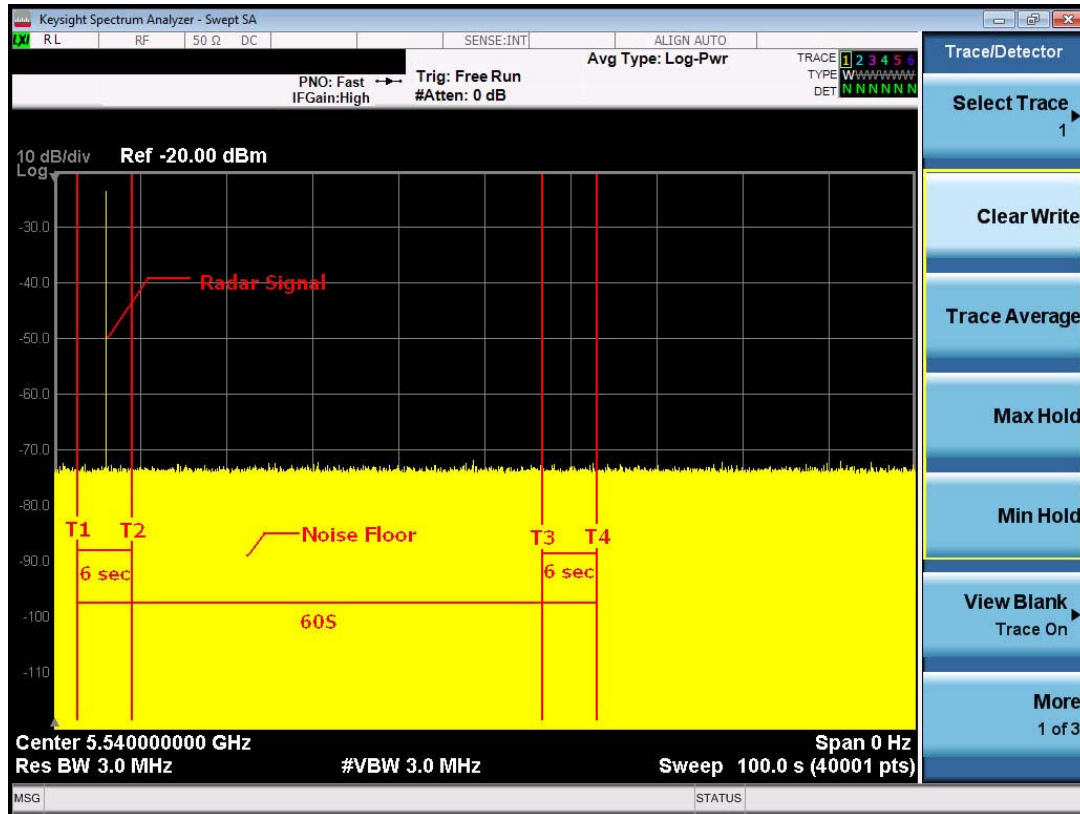 Keysight Spectrum Analyzer - Swept SA
LXI RL RF 50 Ω DC SENSE:INT ALIGN AUTO
Avg Type: Log-Pwr
TRACE 1 2 3 4 5 6
TYPE WWWWWWW
DET N N N N N N
PNO: Fast
IFGain:High
Trig: Free Run
#Atten: 0 dB
10 dB/div
Log
Ref -20.00 dBm
-30.0
-40.0
-50.0
-60.0
-70.0
-80.0
-90.0
-100
-110
Radar Signal
T1 T2
Noise Floor
T3 T4
6 sec
6 sec
60S
Center 5.540000000 GHz
Span 0 Hz
Res BW 3.0 MHz
#VBW 3.0 MHz
Sweep 100.0 s (40001 pts)
MSG
STATUS
Trace/Detector
Select Trace
1
Clear Write
Trace Average
Max Hold
Min Hold
View Blank
Trace On
More
1 of 3